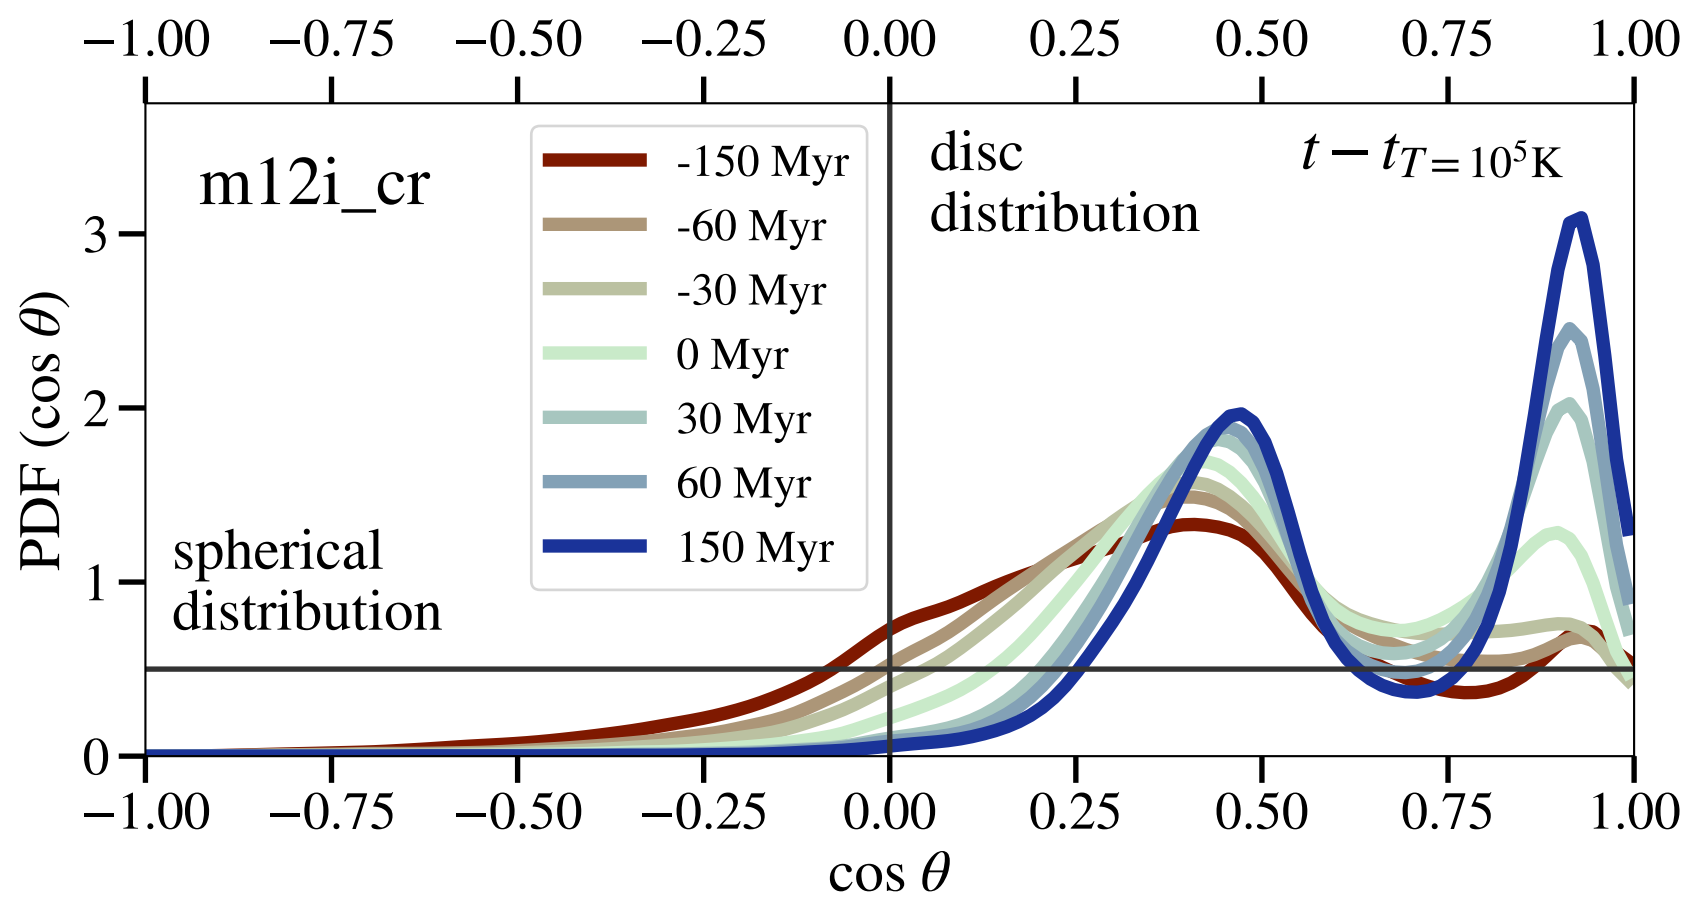 −1.00 −0.75 −0.50 −0.25 0.00 0.25 0.50 0.75 1.00
m12i_cr
-150 Myr
-60 Myr
-30 Myr
0 Myr
30 Myr
60 Myr
150 Myr
disc
distribution
t − t_{T=10^5K}
spherical
distribution
PDF (cos θ)
3
2
1
0
−1.00 −0.75 −0.50 −0.25 0.00 0.25 0.50 0.75 1.00
cos θ